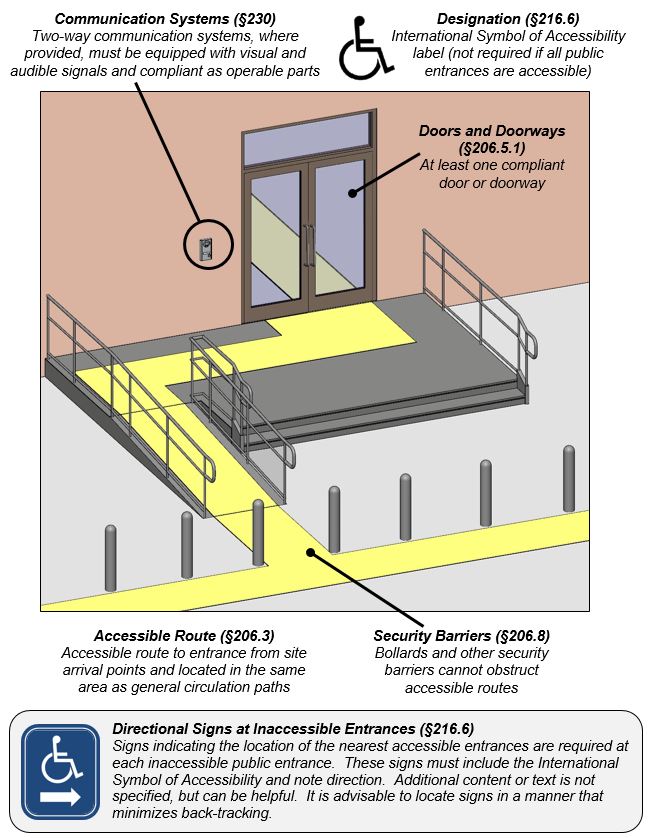 Communication Systems (§230)
Two-way communication systems, where
provided, must be equipped with visual and
audible signals and compliant as operable parts
Designation (§216.6)
International Symbol of Accessibility
label (not required if all public
entrances are accessible)
Doors and Doorways
(§206.5.1)
At least one compliant
door or doorway
Accessible Route (§206.3)
Accessible route to entrance from site
arrival points and located in the same
area as general circulation paths
Security Barriers (§206.8)
Bollards and other security
barriers cannot obstruct
accessible routes
Directional Signs at Inaccessible Entrances (§216.6)
Signs indicating the location of the nearest accessible entrances are required at
each inaccessible public entrance.  These signs must include the International
Symbol of Accessibility and note direction.  Additional content or text is not
specified, but can be helpful.  It is advisable to locate signs in a manner that
minimizes back-tracking.